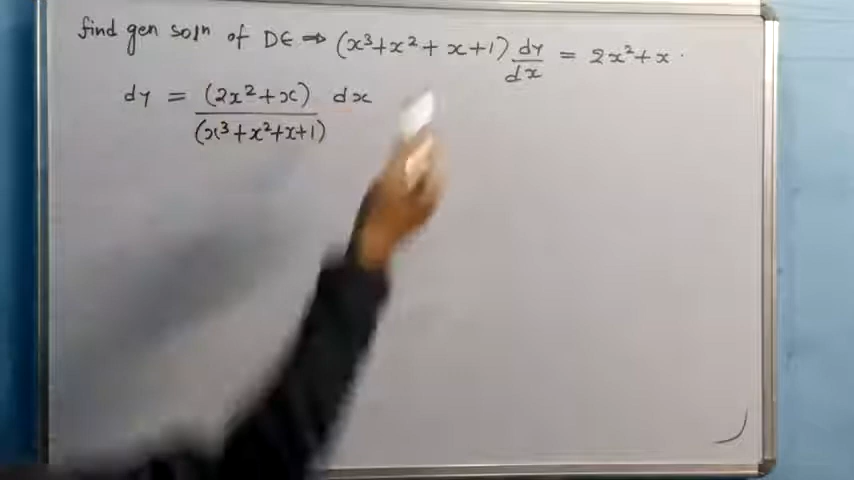 find gen soln of DE ⇒ (x³+x²+x+1) dy/dx = 2x²+x.
dy = (2x²+x)/(x³+x²+x+1) dx